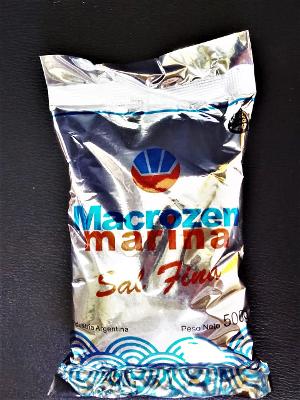 Macrozen
marina
Sal Fina
Industria Argentina Peso Neto 500